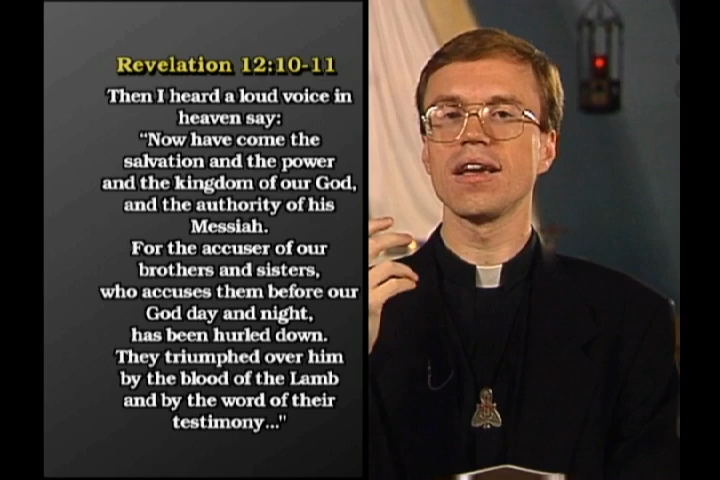 Revelation 12:10-11
Then I heard a loud voice in
heaven say:
"Now have come the
salvation and the power
and the kingdom of our God,
and the authority of his
Messiah.
For the accuser of our
brothers and sisters,
who accuses them before our
God day and night,
has been hurled down.
They triumphed over him
by the blood of the Lamb
and by the word of their
testimony..."